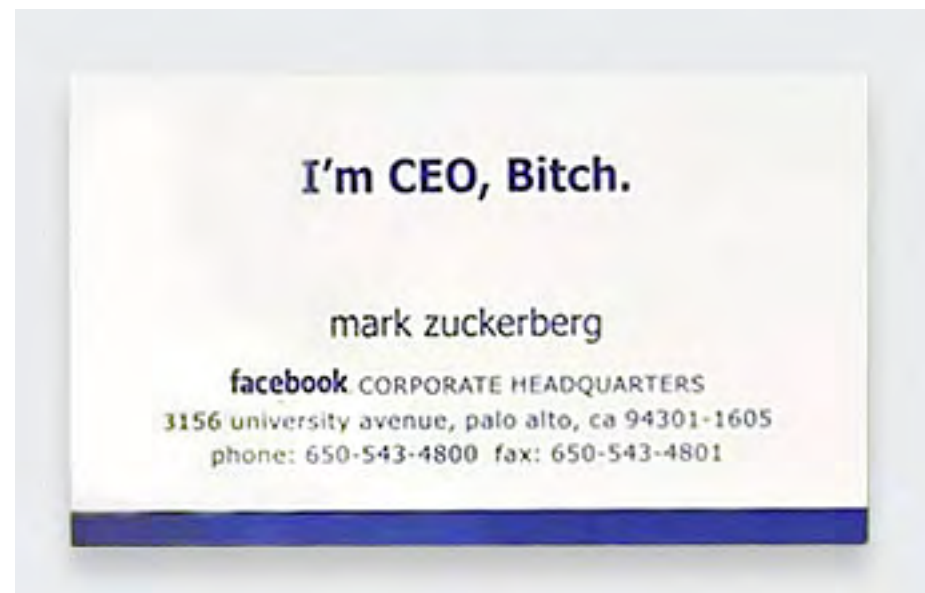 I'm CEO, Bitch.
mark zuckerberg
facebook CORPORATE HEADQUARTERS
3156 university avenue, palo alto, ca 94301-1605
phone: 650-543-4800 fax: 650-543-4801